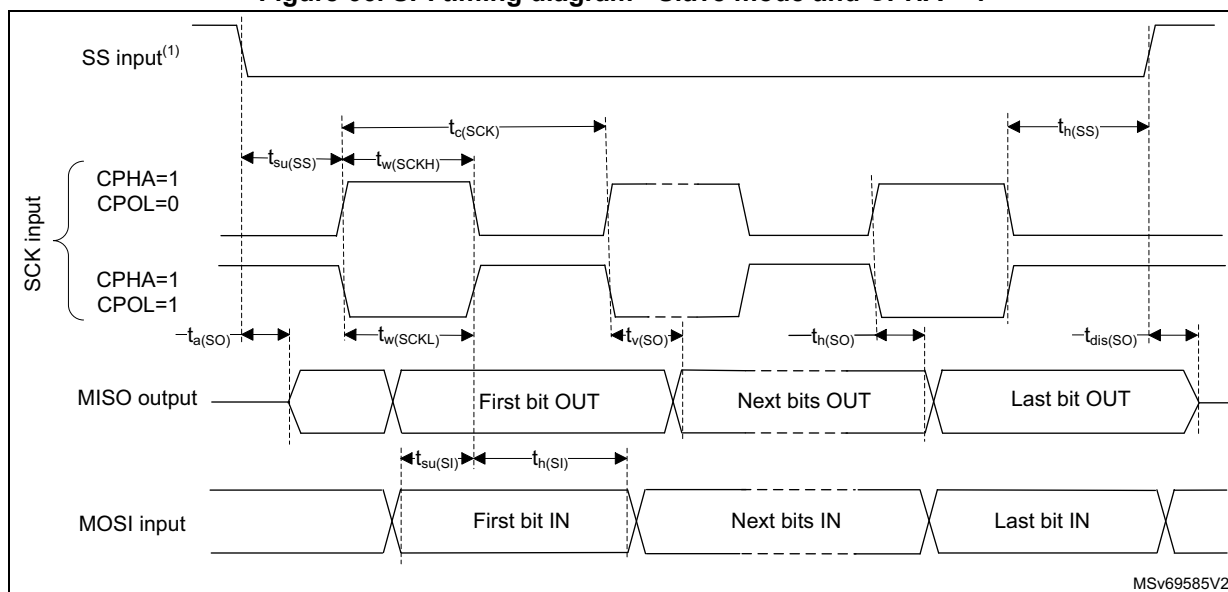 Figure SPI timing diagram - slave mode and CPHA = 1
SS input(1)
tc(SCK)
th(SS)
tsu(SS)
tw(SCKH)
SCK input
CPHA=1
CPOL=0
CPHA=1
CPOL=1
ta(SO)
tw(SCKL)
tv(SO)
th(SO)
tdis(SO)
MISO output
First bit OUT
Next bits OUT
Last bit OUT
tsu(SI)
th(SI)
MOSI input
First bit IN
Next bits IN
Last bit IN
MSv69585V2